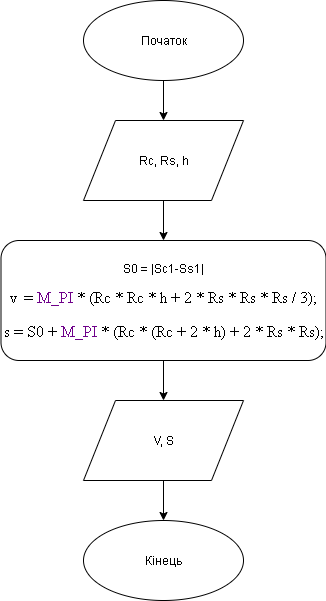 Початок
Rc, Rs, h
S0 = |Sc1-Ss1|
v = M_PI * (Rc * Rc * h + 2 * Rs * Rs * Rs / 3);
s = S0 + M_PI * (Rc * (Rc + 2 * h) + 2 * Rs * Rs);
V, S
Кінець